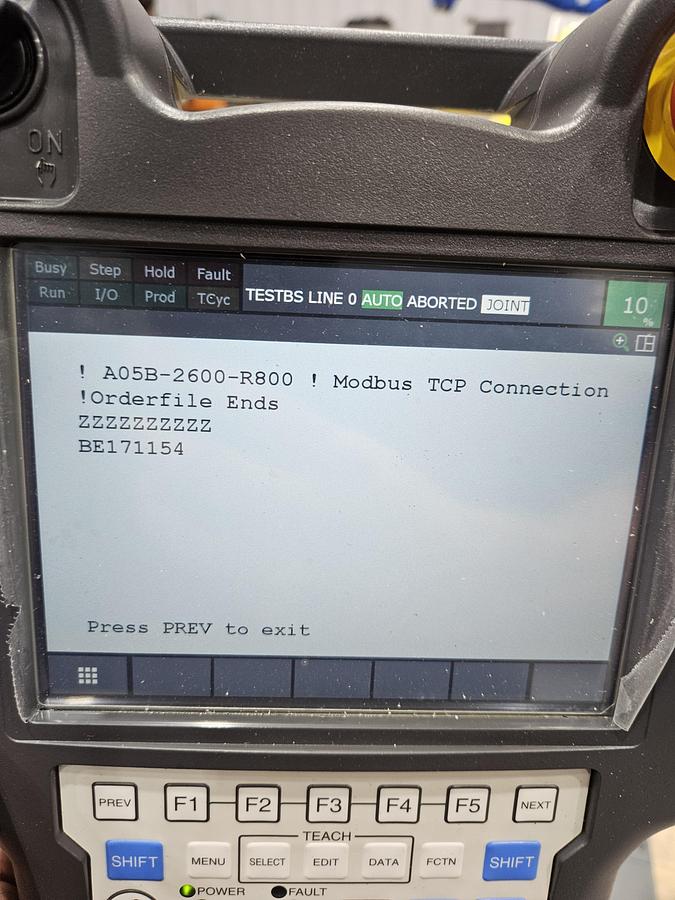 ON
Busy Step Hold Fault
Run I/O Prod TCyc
TESTBS LINE 0 AUTO ABORTED JOINT
10 %
! A05B-2600-R800 ! Modbus TCP Connection
!Orderfile Ends
ZZZZZZZZZZ
BE171154
Press PREV to exit
PREV F1 F2 F3 F4 F5 NEXT
TEACH
SHIFT MENU SELECT EDIT DATA FCTN SHIFT
POWER FAULT